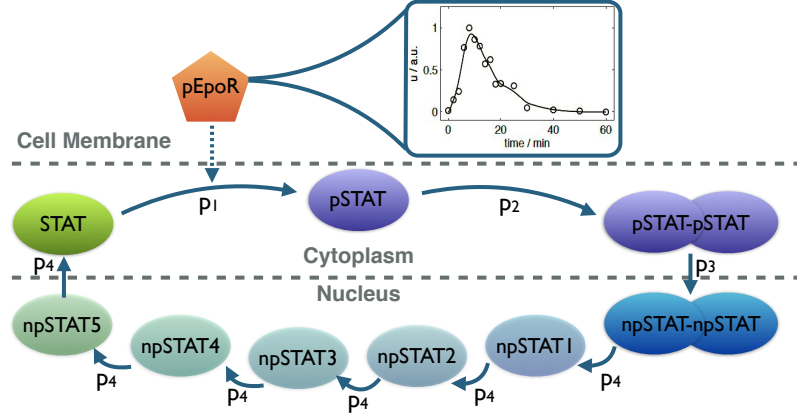 pEpoR
u / a.u.
1
0.5
0
0 20 40 60
time / min
Cell Membrane
STAT
p1
pSTAT
p2
pSTAT-pSTAT
p4
Cytoplasm
p3
Nucleus
npSTAT5
npSTAT4
npSTAT3
npSTAT2
npSTAT1
npSTAT-npSTAT
p4
p4
p4
p4
p4